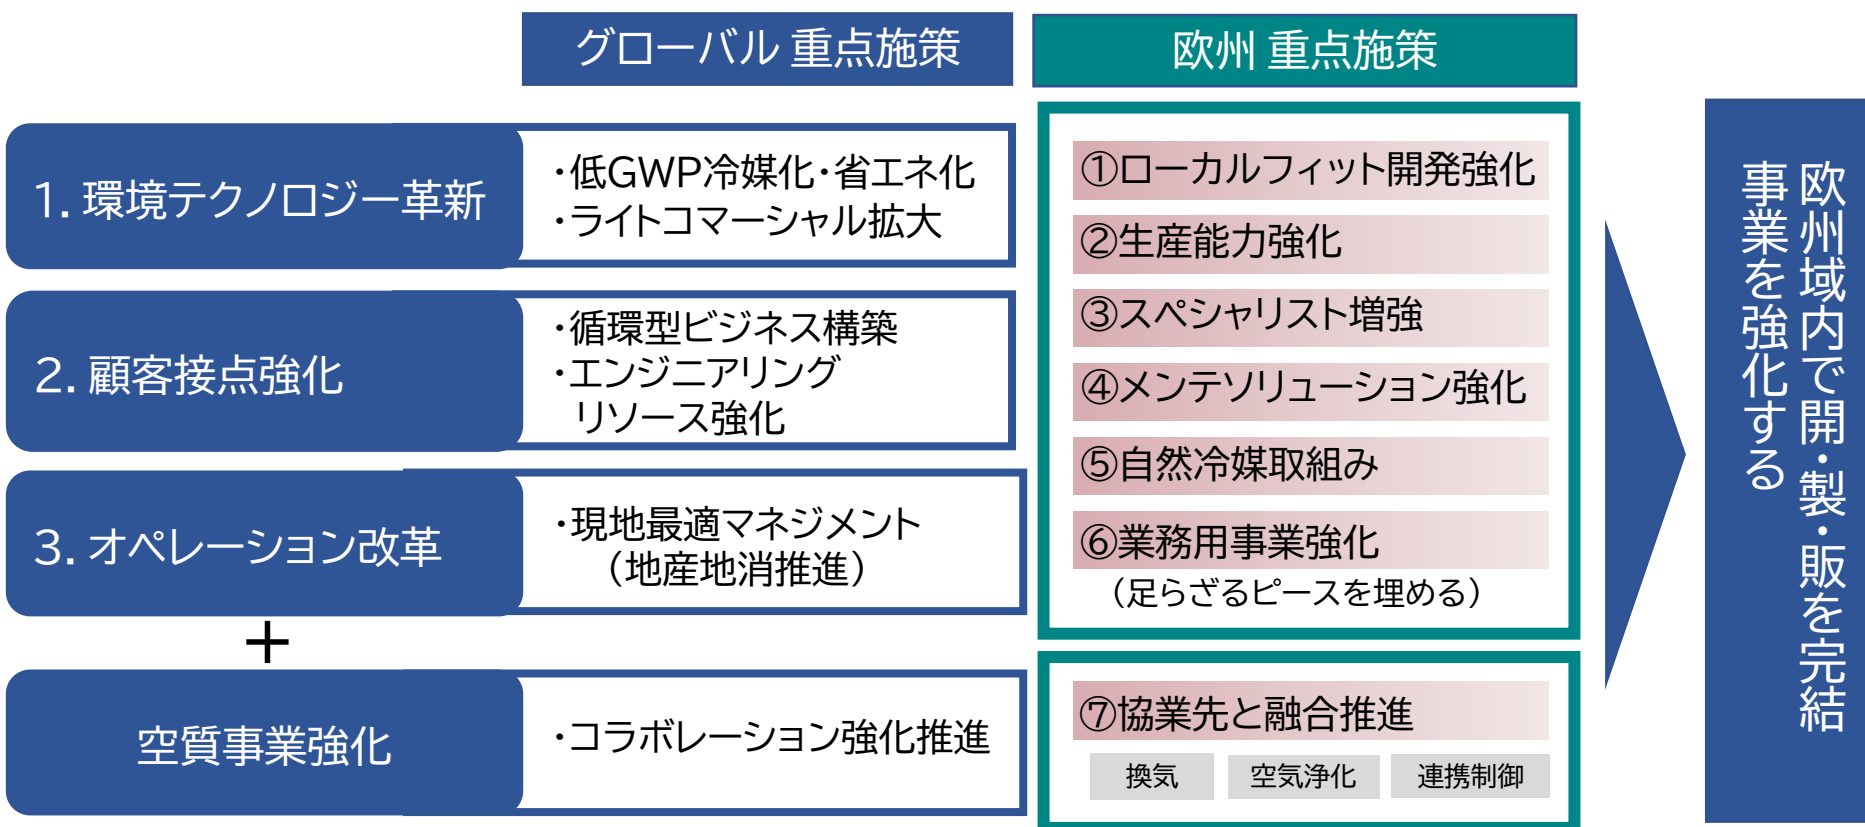 グローバル 重点施策
欧州 重点施策
1. 環境テクノロジー革新
・低GWP冷媒化・省エネ化
・ライトコマーシャル拡大
2. 顧客接点強化
・循環型ビジネス構築
・エンジニアリング
リソース強化
3. オペレーション改革
・現地最適マネジメント
（地産地消推進）
＋
空質事業強化
・コラボレーション強化推進
①ローカルフィット開発強化
②生産能力強化
③スペシャリスト増強
④メンテソリューション強化
⑤自然冷媒取組み
⑥業務用事業強化
（足らざるピースを埋める）
⑦協業先と融合推進
換気
空気浄化
連携制御
欧州域内で開・製・販を完結
事業を強化する